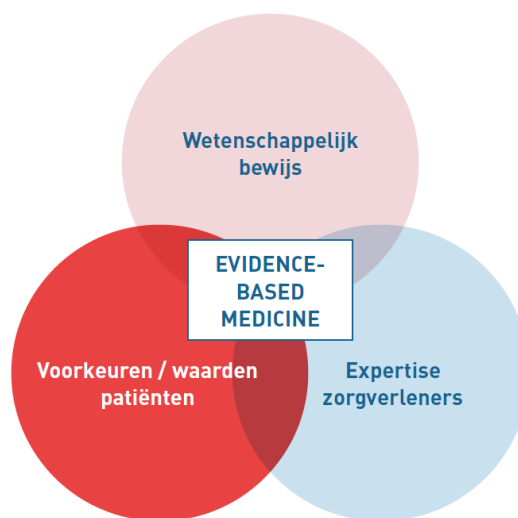 Wetenschappelijk
bewijs
EVIDENCE-
BASED
MEDICINE
Voorkeuren / waarden
patiënten
Expertise
zorgverleners